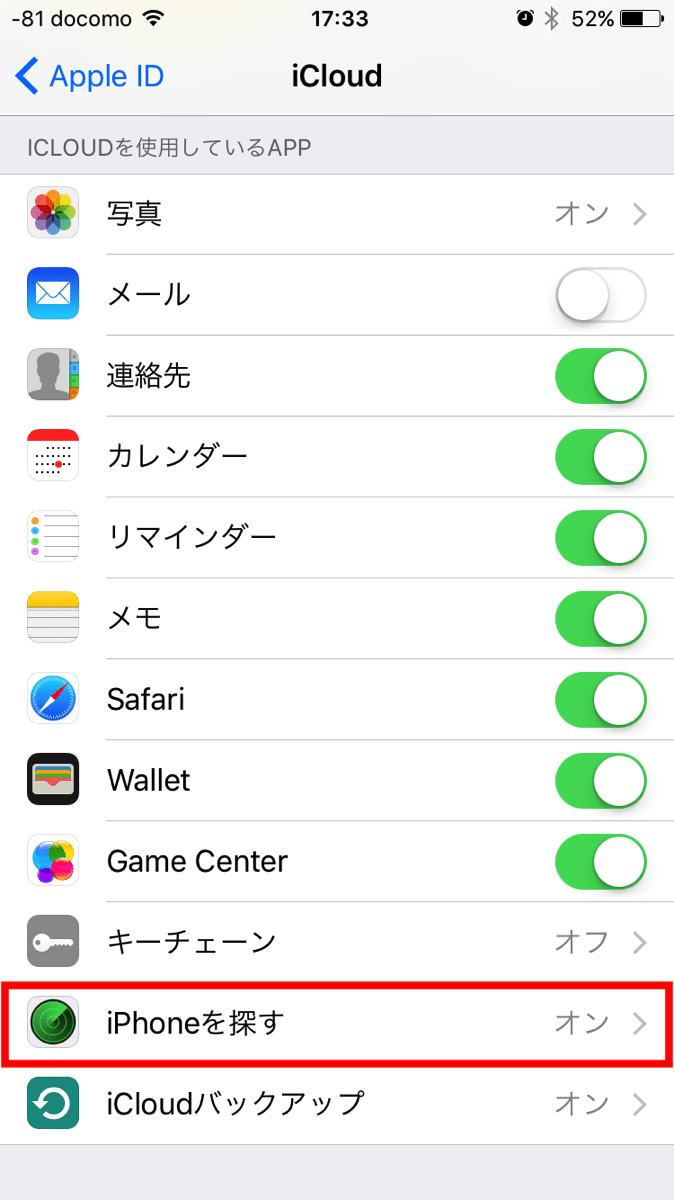 -81 docomo 17:33 52%
Apple ID iCloud
ICLOUDを使用しているAPP
写真 オン
メール
連絡先
カレンダー
リマインダー
メモ
Safari
Wallet
Game Center
キーチェーン オフ
iPhoneを探す オン
iCloudバックアップ オン